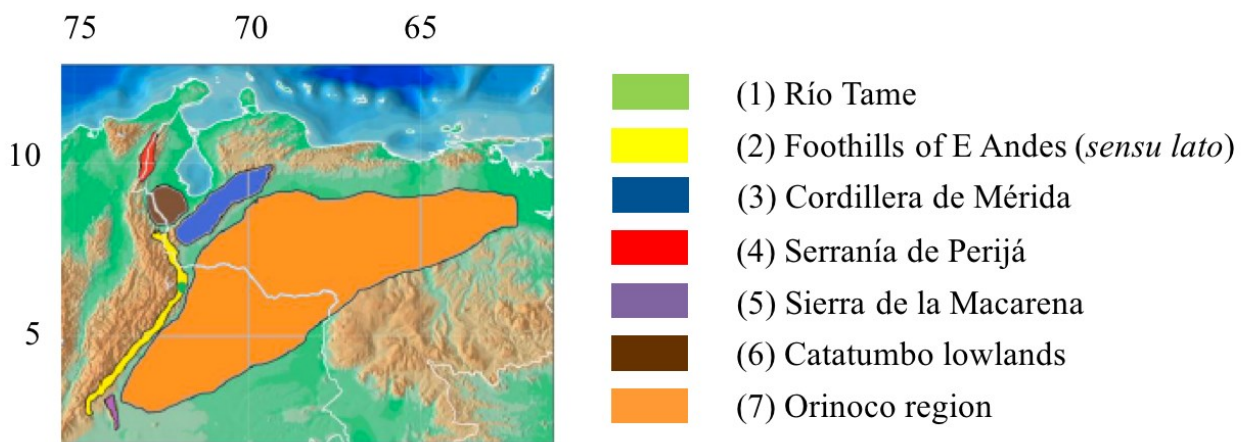 75 70 65
10
5
(1) Río Tame
(2) Foothills of E Andes (sensu lato)
(3) Cordillera de Mérida
(4) Serranía de Perijá
(5) Sierra de la Macarena
(6) Catatumbo lowlands
(7) Orinoco region